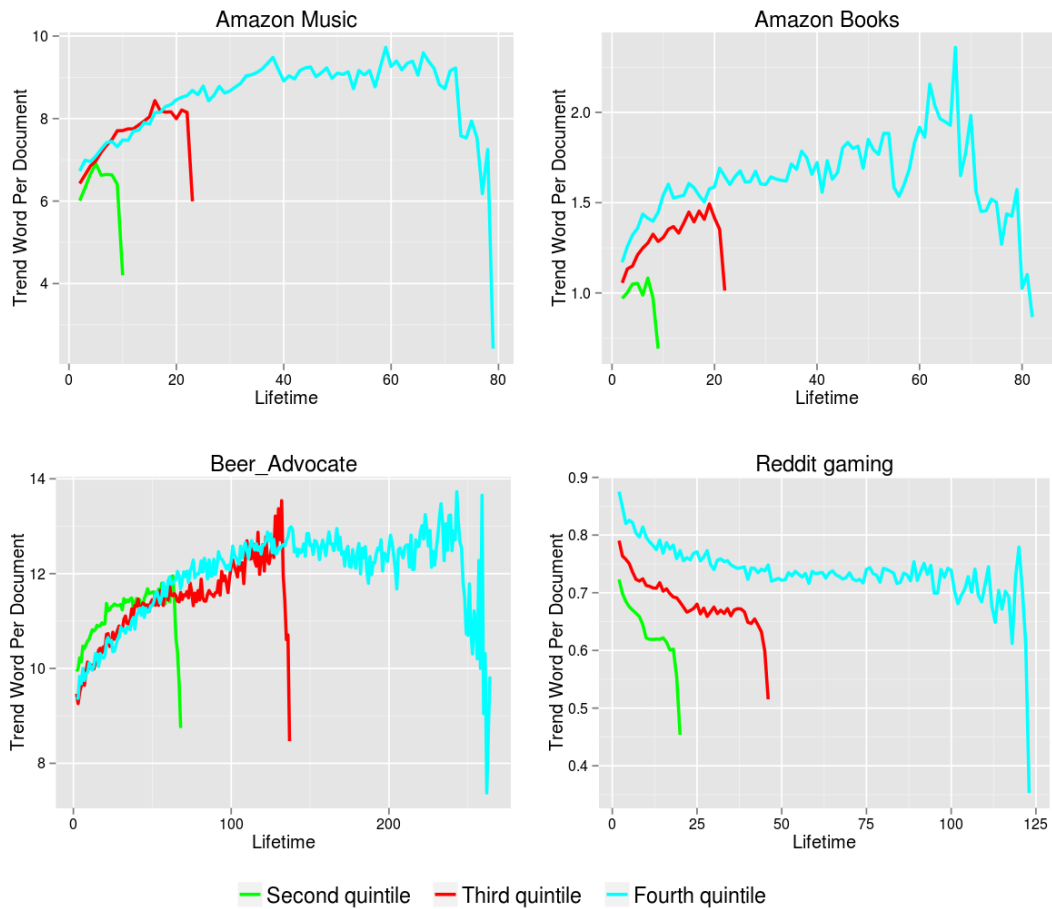 Amazon Music
Amazon Books
Trend Word Per Document
10
8
6
4
0
20
40
60
80
Lifetime
Trend Word Per Document
2.0
1.5
1.0
0
20
40
60
80
Lifetime
Beer_Advocate
Reddit gaming
Trend Word Per Document
14
12
10
8
0
100
200
Lifetime
Trend Word Per Document
0.9
0.8
0.7
0.6
0.5
0.4
0
25
50
75
100
125
Lifetime
Second quintile Third quintile Fourth quintile